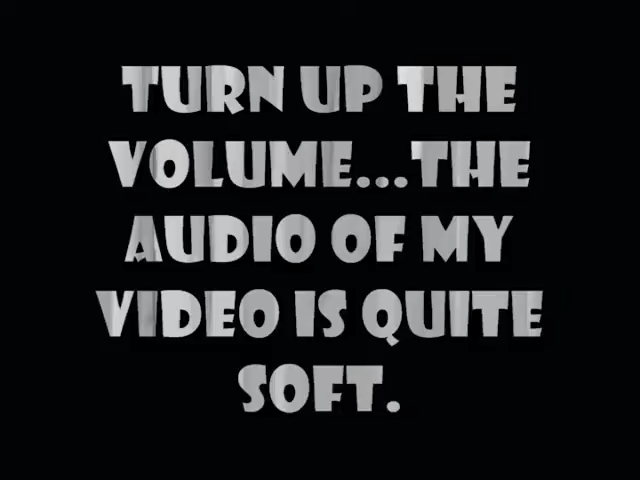 TURN UP THE
VOLUME...THE
AUDIO OF MY
VIDEO IS QUITE
SOFT.